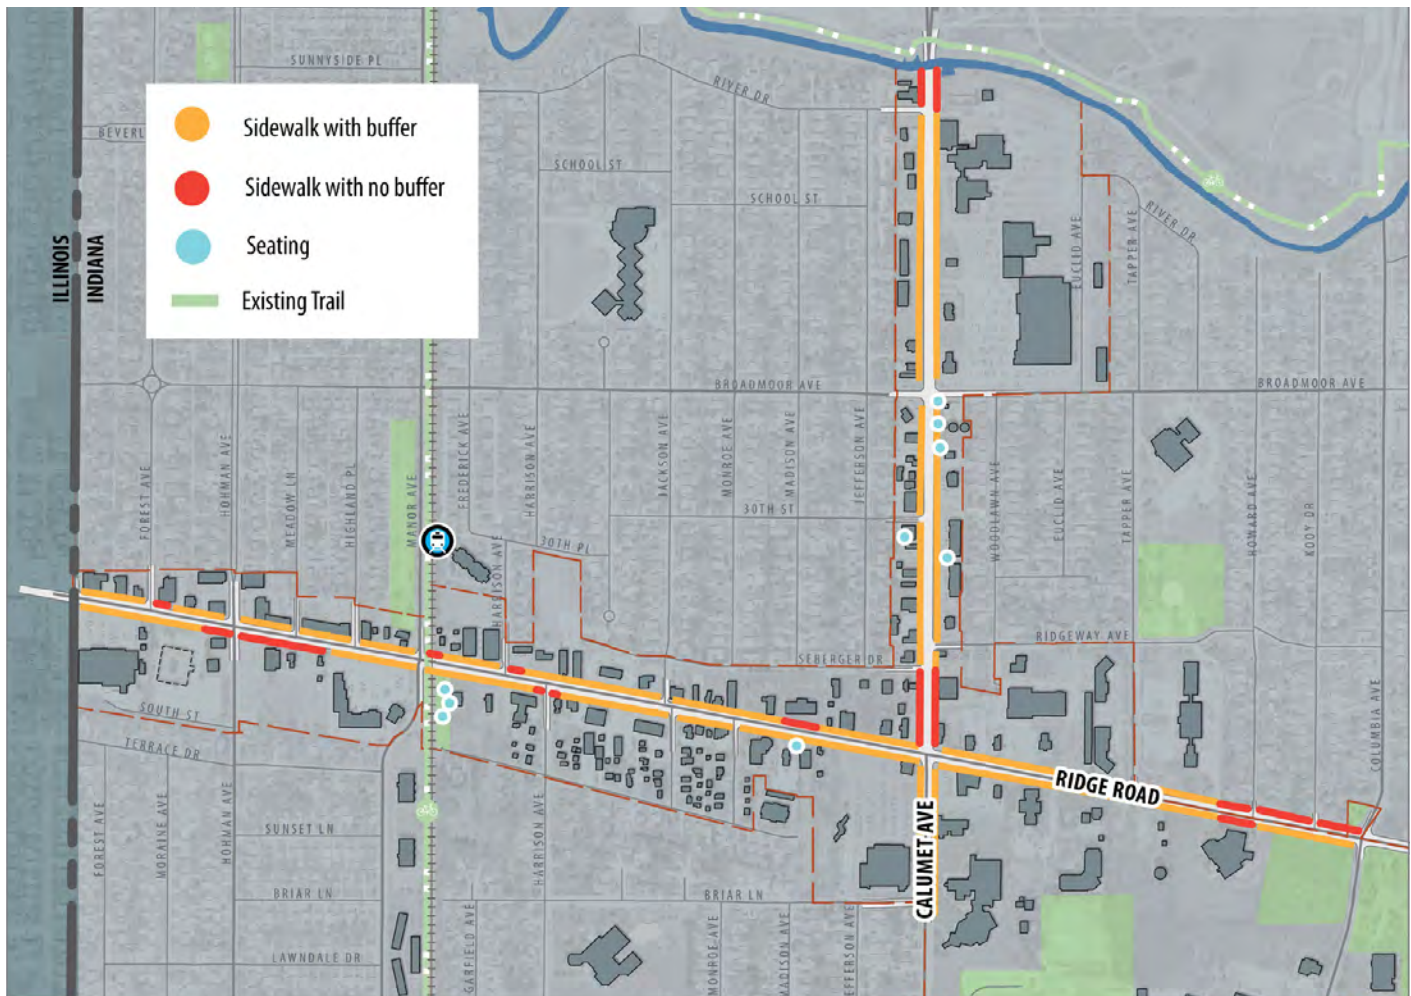 SUNNYSIDE PL
RIVER DR
Sidewalk with buffer
Sidewalk with no buffer
Seating
Existing Trail
SCHOOL ST
SCHOOL ST
RIVER DR
EUCLID AVE
TAPPER AVE
ILLINOIS
INDIANA
BROADMOOR AVE
BROADMOOR AVE
FOREST AVE
HOHMAN AVE
MEADOW LN
HIGHLAND PL
MANOR AVE
FREDERICK AVE
HARRISON AVE
JACKSON AVE
MONROE AVE
MADISON AVE
JEFFERSON AVE
WOODLAWN AVE
EUCLID AVE
TAPPER AVE
HOWARD AVE
KOOY DR
30TH ST
30TH PL
HARRISON AVE
RIDGEWAY AVE
SEBERGER DR
SOUTH ST
TERRACE DR
COLUMBIA AVE
RIDGE ROAD
CALUMET AVE
FOREST AVE
MORAINE AVE
HOHMAN AVE
HARRISON AVE
SUNSET LN
BRIAR LN
BRIAR LN
LAWNDALE DR
GARFIELD AVE
MONROE AVE
MADISON AVE
JEFFERSON AVE